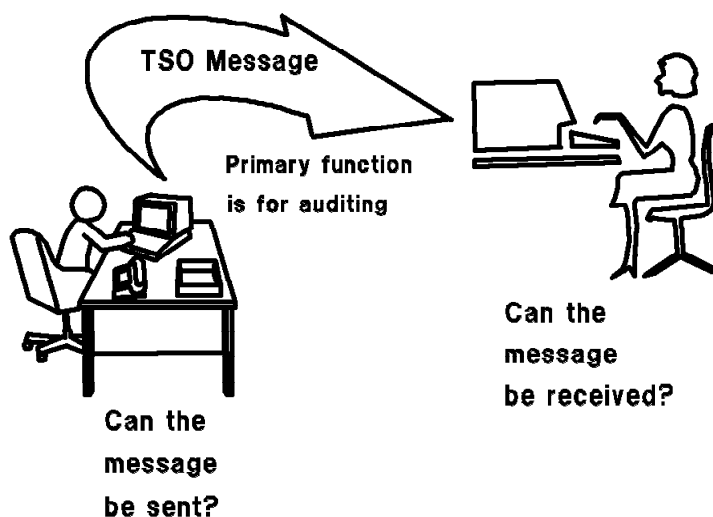 TSO Message
Primary function
is for auditing
Can the
message
be received?
Can the
message
be sent?